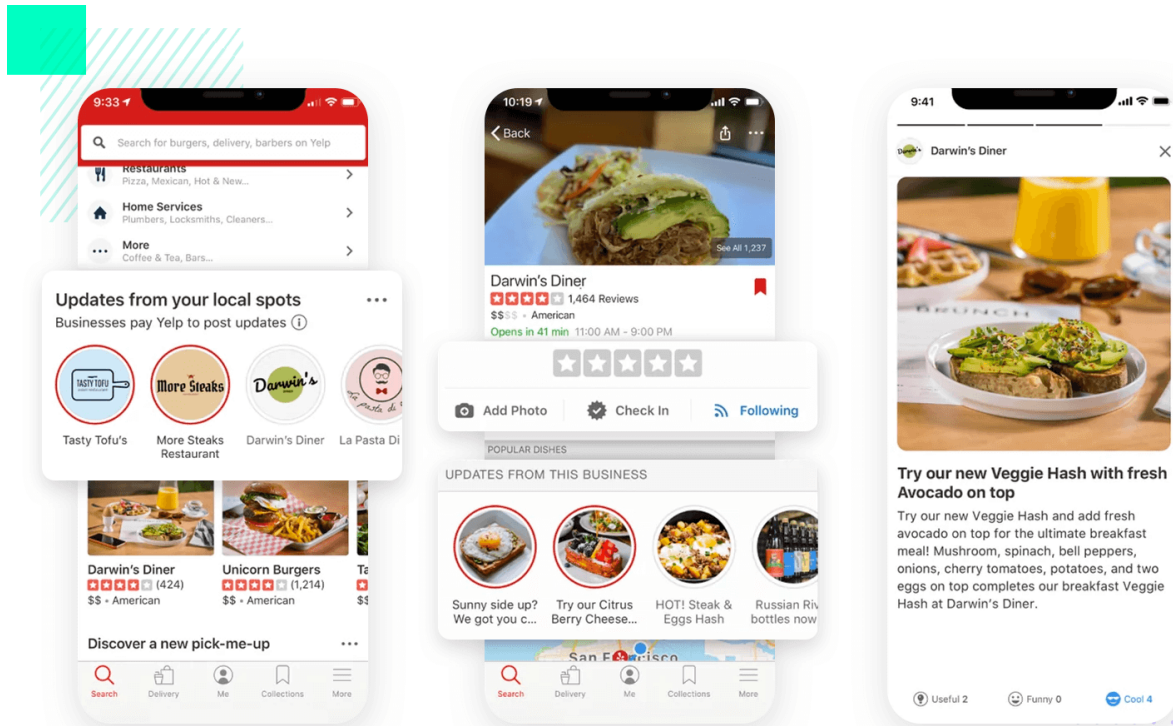 9:33
Search for burgers, delivery, barbers on Yelp
Restaurants
Pizza, Mexican, Hot & New...
Home Services
Plumbers, Locksmiths, Cleaners...
More
Coffee & Tea, Bars...
Updates from your local spots
Businesses pay Yelp to post updates
TASTY TOFU
More Steaks
Darwin's
Pasta di
Tasty Tofu's
More Steaks
Restaurant
Darwin's Diner
La Pasta Di
Darwin's Diner
(424)
$$ • American
Unicorn Burgers
(1,214)
$$ • American
Ta
$$
Discover a new pick-me-up
Search
Delivery
Me
Collections
More
10:19
Back
See All 1,237
Darwin's Diner
1,464 Reviews
$$$$ • American
Opens in 41 min 11:00 AM - 9:00 PM
Add Photo
Check In
Following
POPULAR DISHES
UPDATES FROM THIS BUSINESS
Sunny side up?
We got you c...
Try our Citrus
Berry Cheese...
HOT! Steak &
Eggs Hash
Russian Riv
bottles now
Search
Delivery
Me
Collections
More
9:41
Darwin's
Darwin's Diner
BRUNCH
Try our new Veggie Hash with fresh
Avocado on top
Try our new Veggie Hash and add fresh
avocado on top for the ultimate breakfast
meal! Mushroom, spinach, bell peppers,
onions, cherry tomatoes, potatoes, and two
eggs on top completes our breakfast Veggie
Hash at Darwin's Diner.
Useful 2
Funny 0
Cool 4